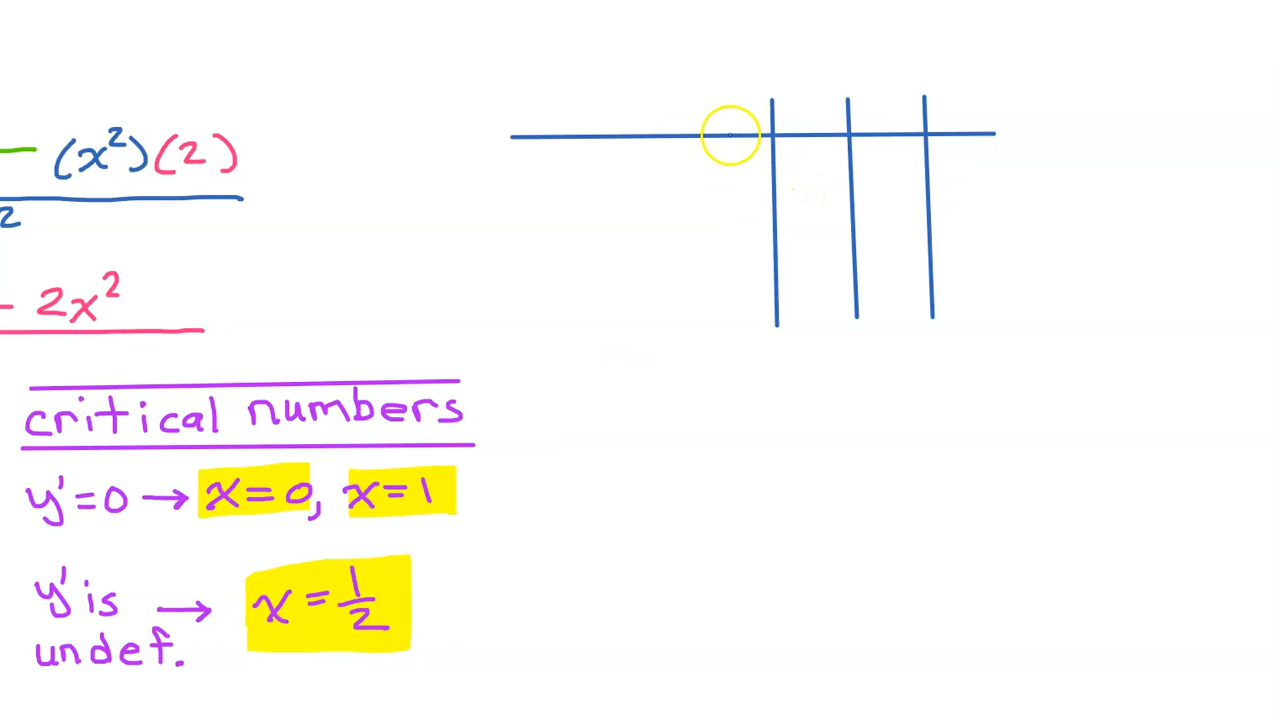 - (x²)(2)
2
- 2x²
critical numbers
y'=0 → x=0, x=1
y' is undef. → x = 1/2